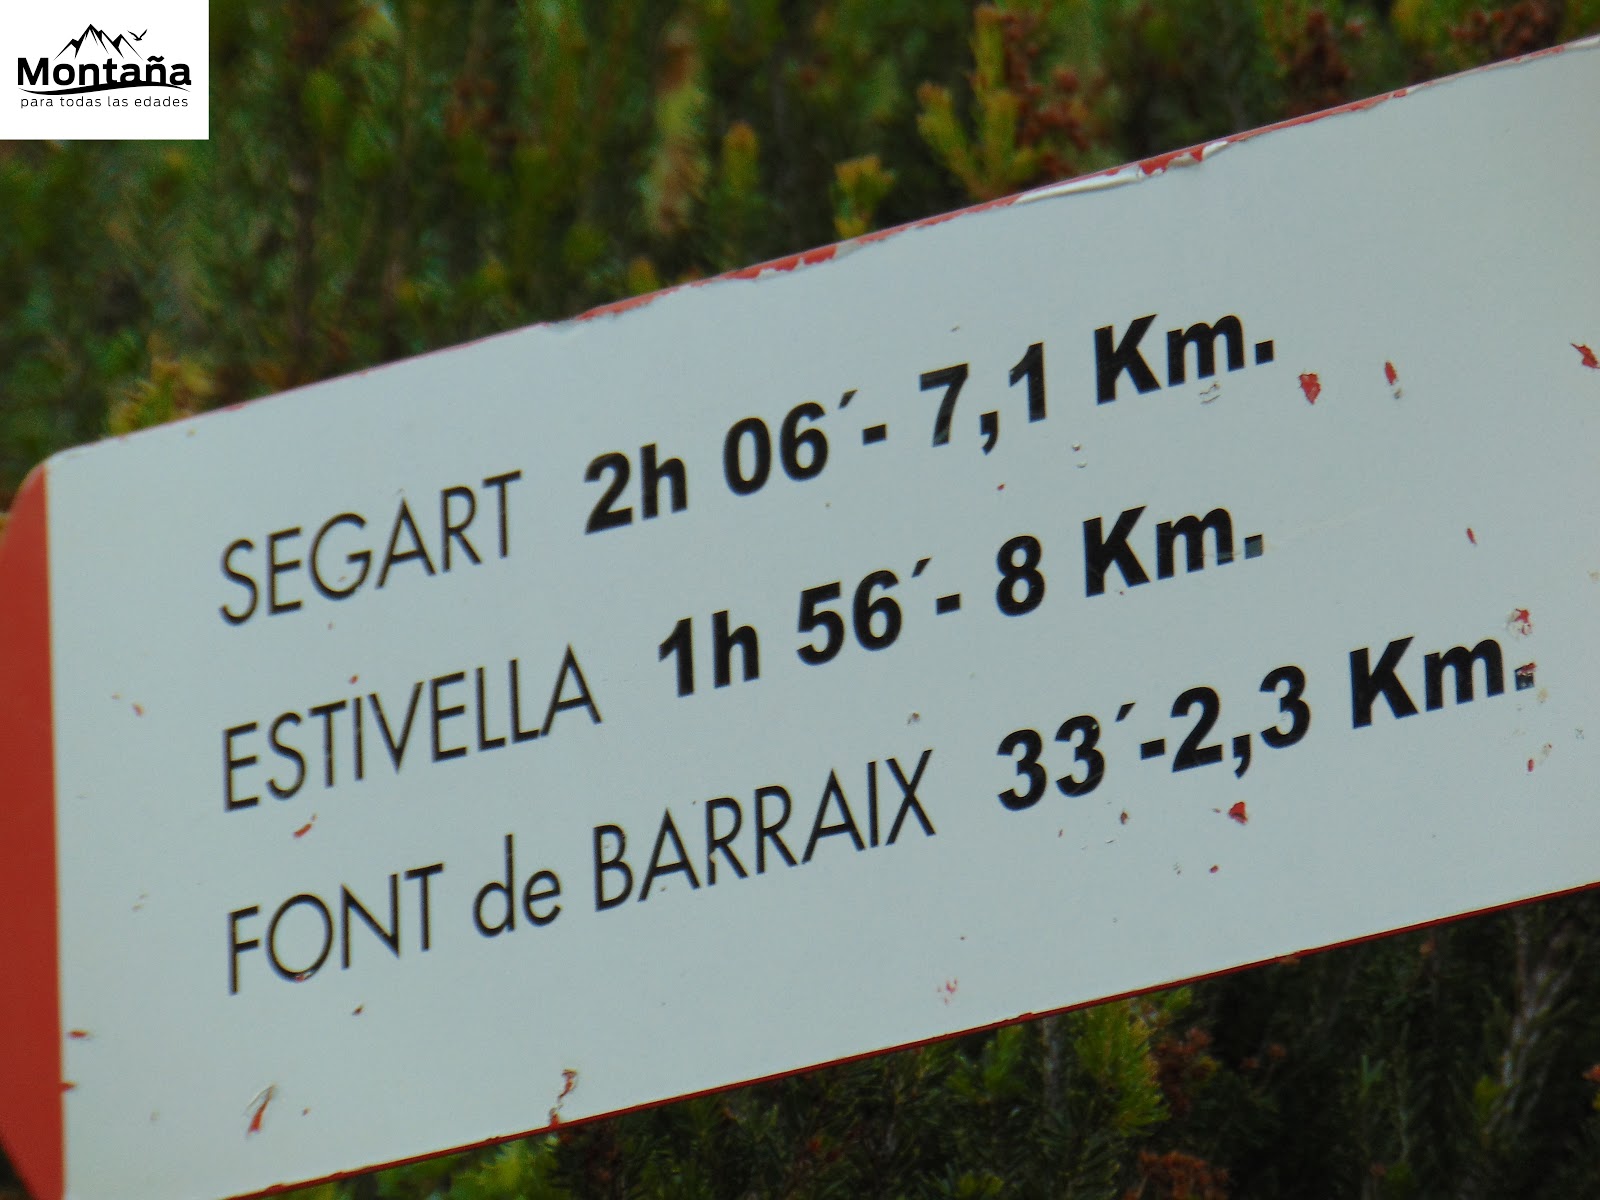 Montaña
para todas las edades
SEGART 2h 06´- 7,1 Km.
ESTIVELLA 1h 56´- 8 Km.
FONT de BARRAIX 33´-2,3 Km.